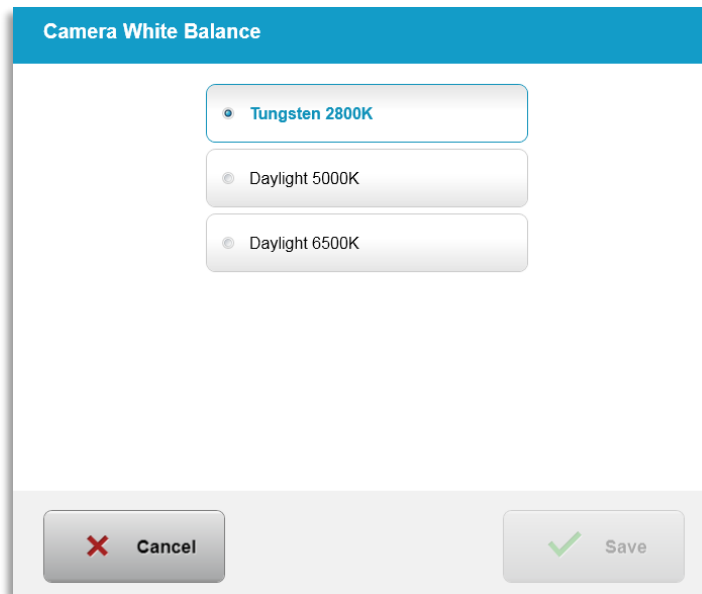 Camera White Balance
Tungsten 2800K
Daylight 5000K
Daylight 6500K
Cancel
Save